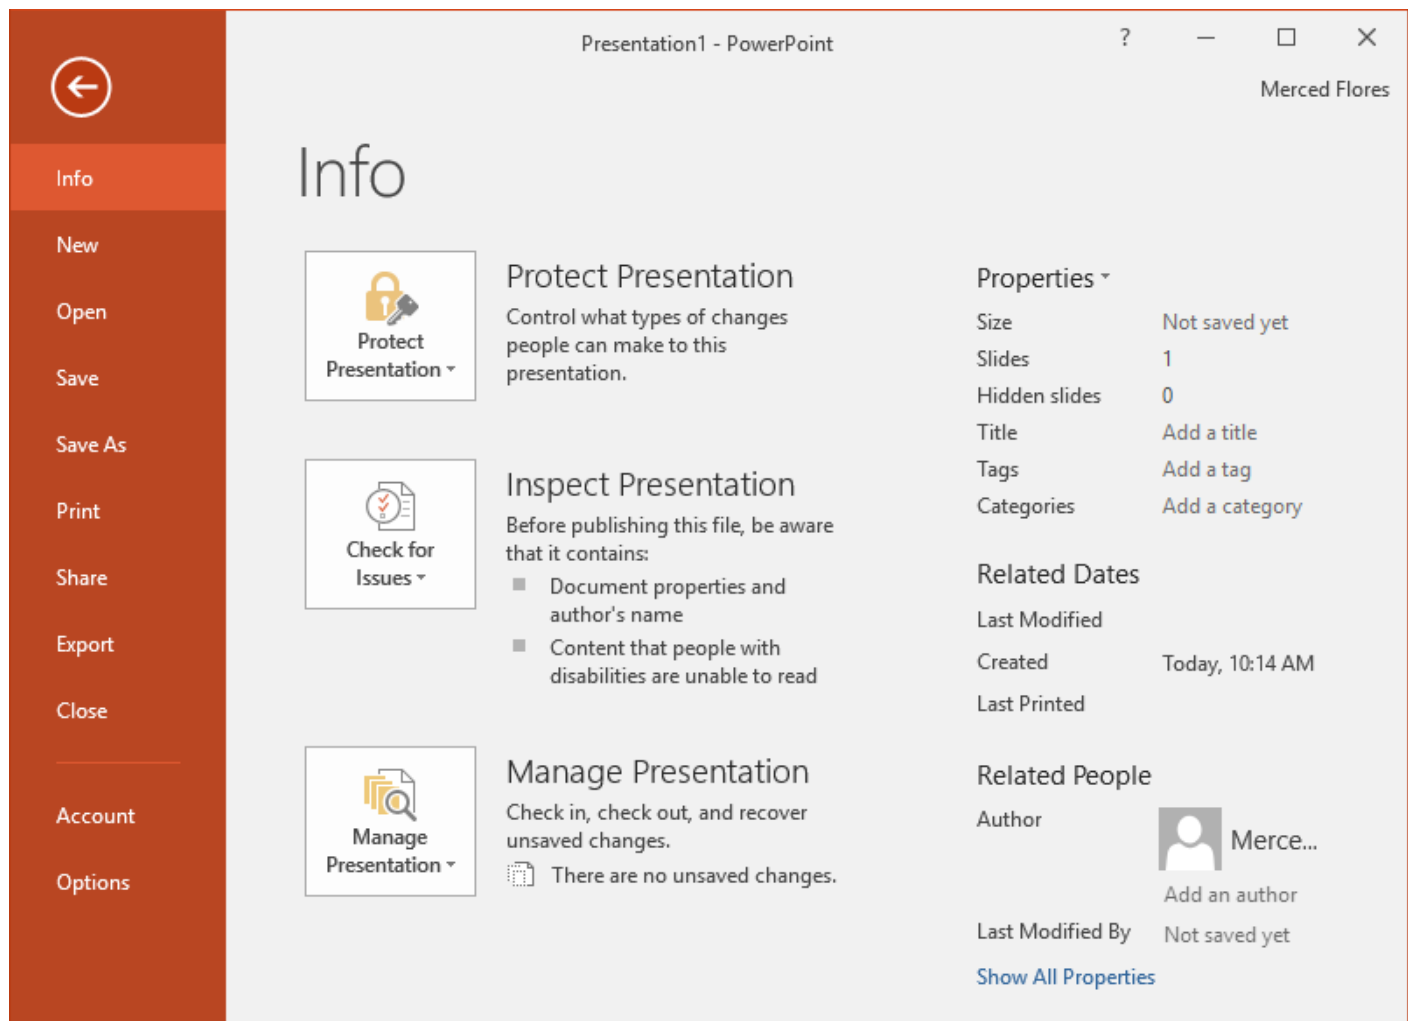 Presentation1 - PowerPoint
?
Merced Flores
Info
New
Open
Save
Save As
Print
Share
Export
Close
Account
Options
Info
Protect
Presentation
Protect Presentation
Control what types of changes
people can make to this
presentation.
Check for
Issues
Inspect Presentation
Before publishing this file, be aware
that it contains:
Document properties and
author's name
Content that people with
disabilities are unable to read
Manage
Presentation
Manage Presentation
Check in, check out, and recover
unsaved changes.
There are no unsaved changes.
Properties
Size Not saved yet
Slides 1
Hidden slides 0
Title Add a title
Tags Add a tag
Categories Add a category
Related Dates
Last Modified
Created Today, 10:14 AM
Last Printed
Related People
Author Merce...
Add an author
Last Modified By Not saved yet
Show All Properties